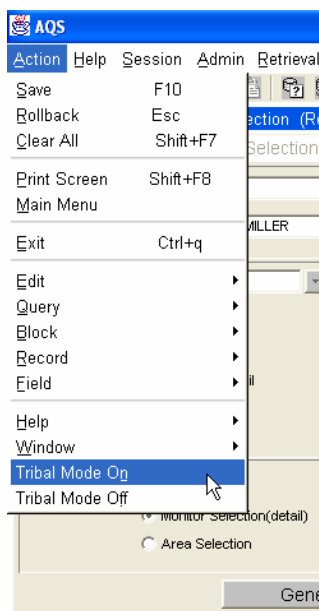 AQS
Action Help Session Admin Retrieval
Save F10
Rollback Esc
Clear All Shift+F7
Print Screen Shift+F8
Main Menu
Exit Ctrl+q
Edit
Query
Block
Record
Field
Help
Window
Tribal Mode On
Tribal Mode Off
ection (Re
Selection
MILLER
il
Monitor Selection(detail)
Area Selection
Gene